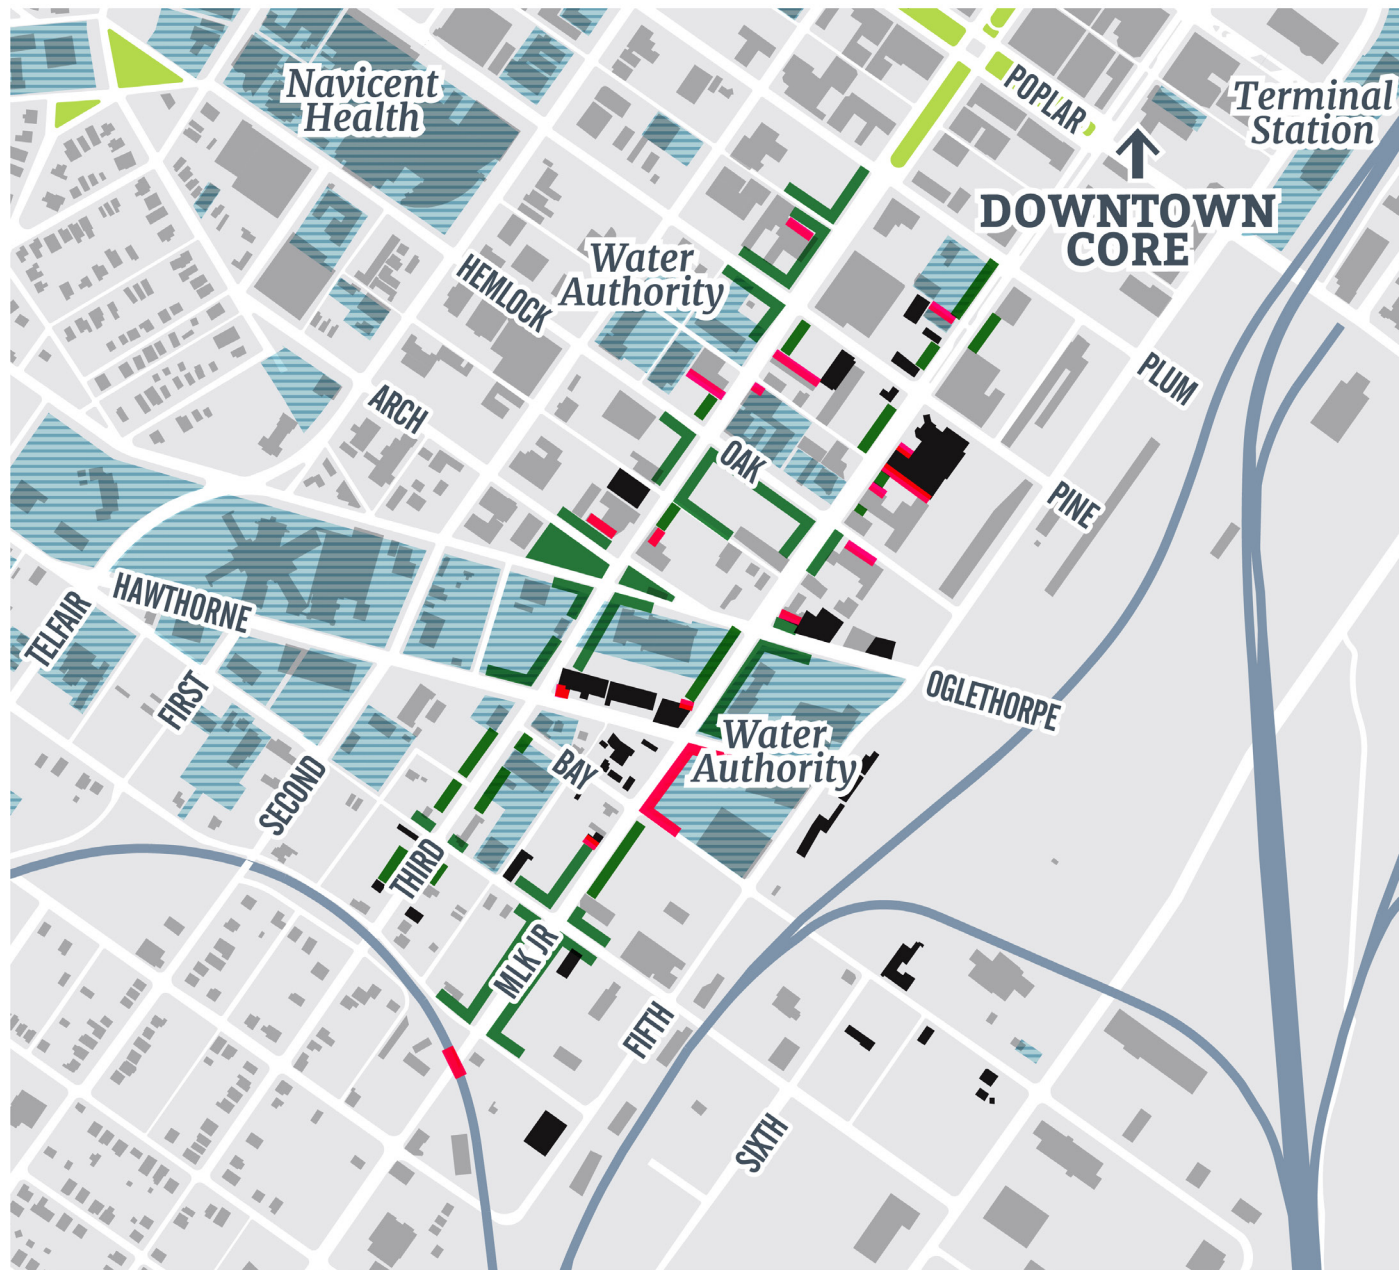 Navicent
Health
POPLAR
Terminal
Station
DOWNTOWN
CORE
Water
Authority
HEMLOCK
PLUM
ARCH
OAK
PINE
HAWTHORNE
TELFAIR
FIRST
OGLETHORPE
Water
Authority
BAY
SECOND
THIRD
MLK JR
FIFTH
SIXTH